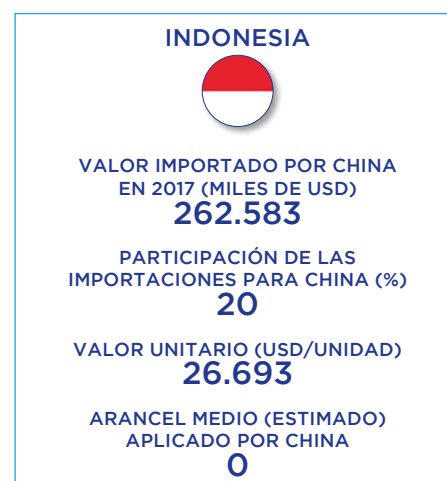 INDONESIA
VALOR IMPORTADO POR CHINA
EN 2017 (MILES DE USD)
262.583
PARTICIPACIÓN DE LAS
IMPORTACIONES PARA CHINA (%)
20
VALOR UNITARIO (USD/UNIDAD)
26.693
ARANCEL MEDIO (ESTIMADO)
APLICADO POR CHINA
0